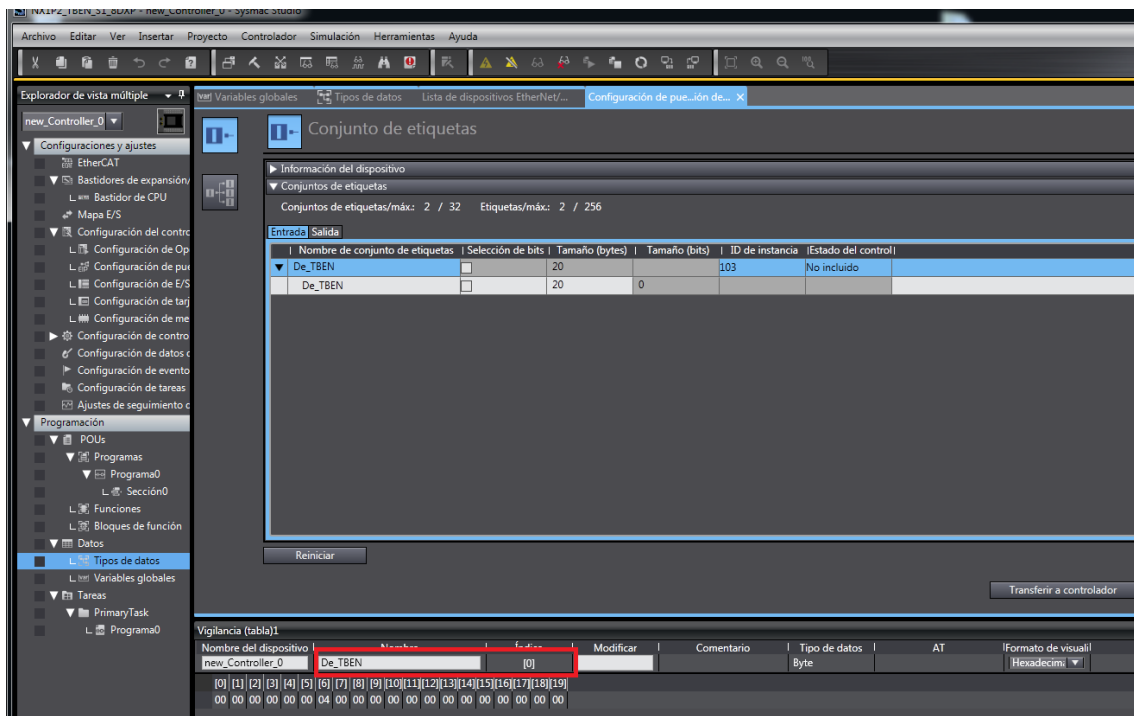 NX1P2_TBEN_S1_8DXP - new_Controller_0 - Sysmac Studio
Archivo Editar Ver Insertar Proyecto Controlador Simulación Herramientas Ayuda
Explorador de vista múltiple
new_Controller_0
Configuraciones y ajustes
EtherCAT
Bastidores de expansión/
Bastidor de CPU
Mapa E/S
Configuración del contro
Configuración de Op
Configuración de pue
Configuración de E/S
Configuración de tarj
Configuración de me
Configuración de contro
Configuración de datos c
Configuración de evento
Configuración de tareas
Ajustes de seguimiento d
Programación
POUs
Programas
Programa0
Sección0
Funciones
Bloques de función
Datos
Tipos de datos
Variables globales
Tareas
PrimaryTask
Programa0
Variables globales Tipos de datos Lista de dispositivos EtherNet/... Configuración de pue...ión de... X
Conjunto de etiquetas
Información del dispositivo
Conjuntos de etiquetas
Conjuntos de etiquetas/máx.: 2 / 32 Etiquetas/máx.: 2 / 256
Entrada Salida
Nombre de conjunto de etiquetas Selección de bits Tamaño (bytes) Tamaño (bits) ID de instancia Estado del control
De_TBEN 20 103 No incluido
De_TBEN 20 0
Reiniciar
Transferir a controlador
Vigilancia (tabla)1
Nombre del dispositivo Nombre Índice Modificar Comentario Tipo de datos AT Formato de visuali
new_Controller_0 De_TBEN [0] Byte Hexadecim:
[0] [1] [2] [3] [4] [5] [6] [7] [8] [9] [10] [11] [12] [13] [14] [15] [16] [17] [18] [19]
00 00 00 00 00 00 04 00 00 00 00 00 00 00 00 00 00 00 00 00